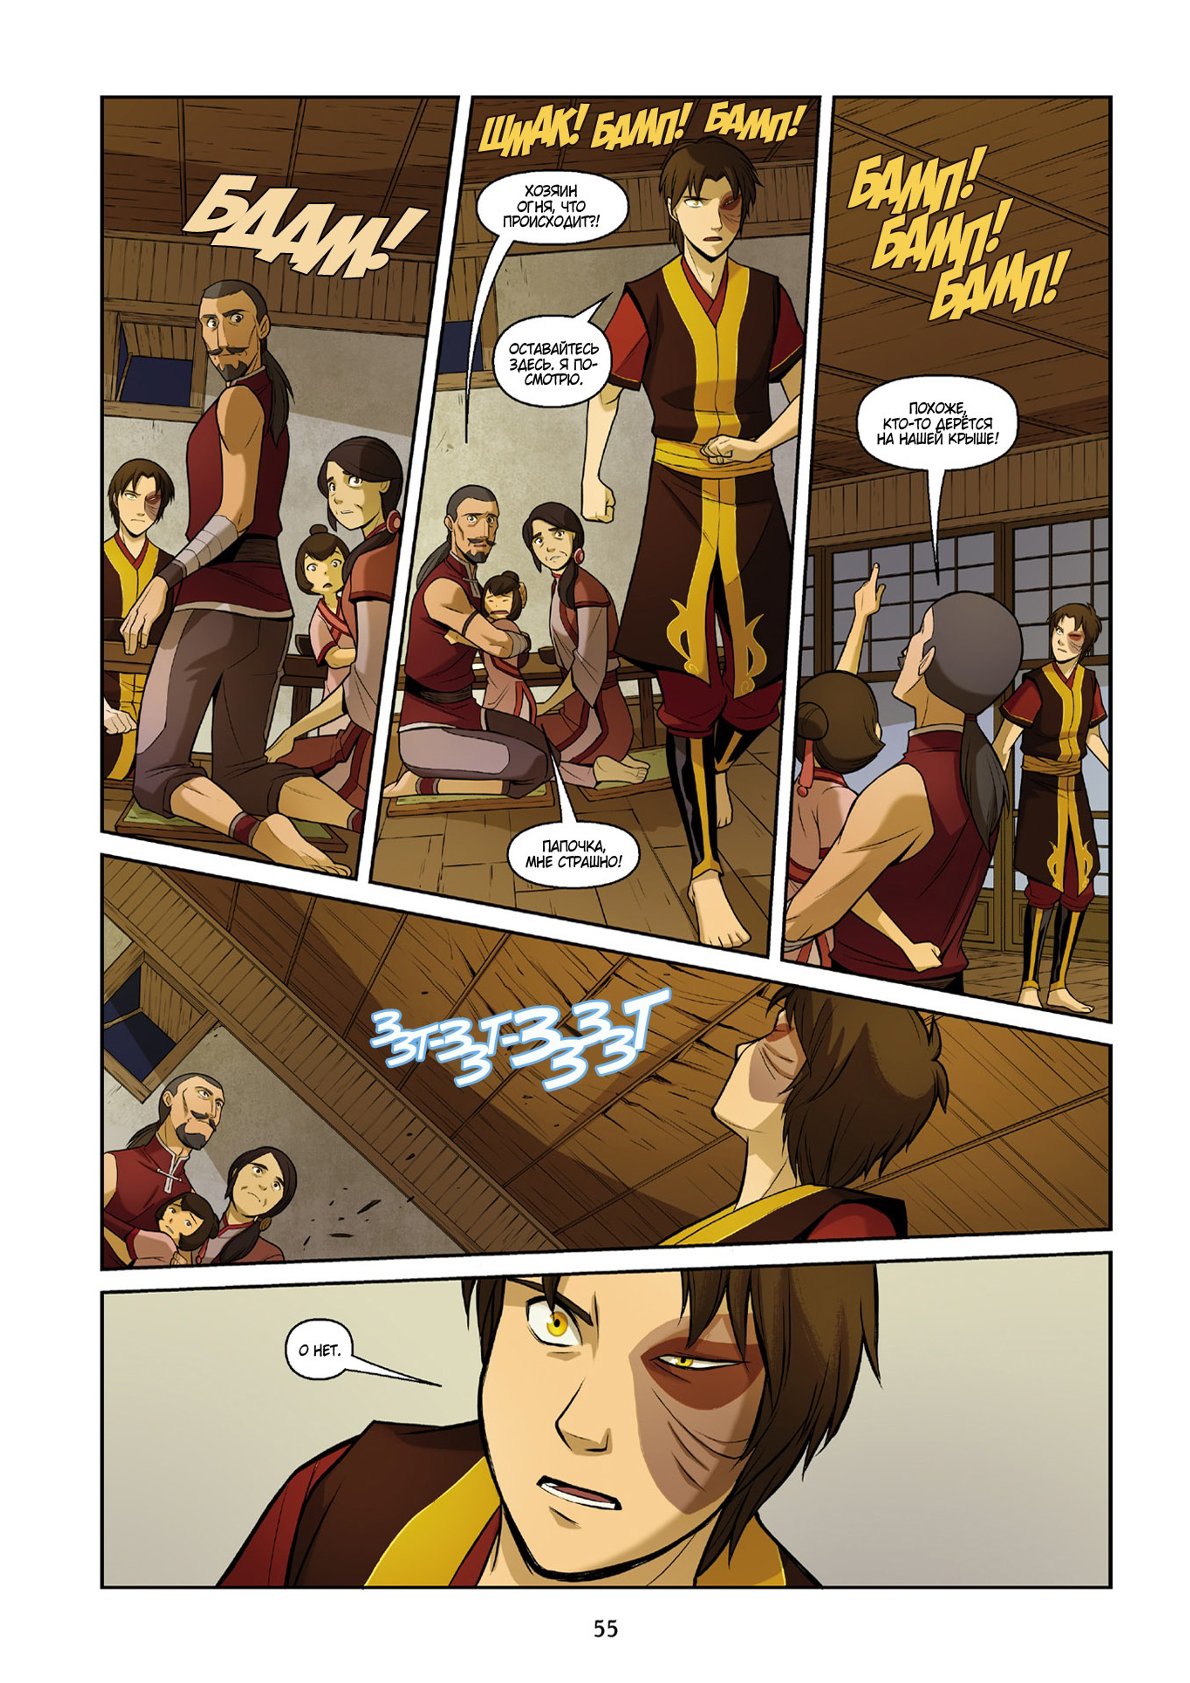 БДАМ!
ШМАК! БАМП! БАМП!
ХОЗЯИН
ОГНЯ, ЧТО
ПРОИСХОДИТ?!
ОСТАВАЙТЕСЬ
ЗДЕСЬ. Я ПО-
СМОТРЮ.
ПАПОЧКА,
МНЕ СТРАШНО!
БАМП!
БАМП!
БАМП!
ПОХОЖЕ,
КТО-ТО ДЕРЁТСЯ
НА НАШЕЙ КРЫШЕ!
ЗЗТ-ЗЗТ-ЗЗЗЗТ
О НЕТ.
55